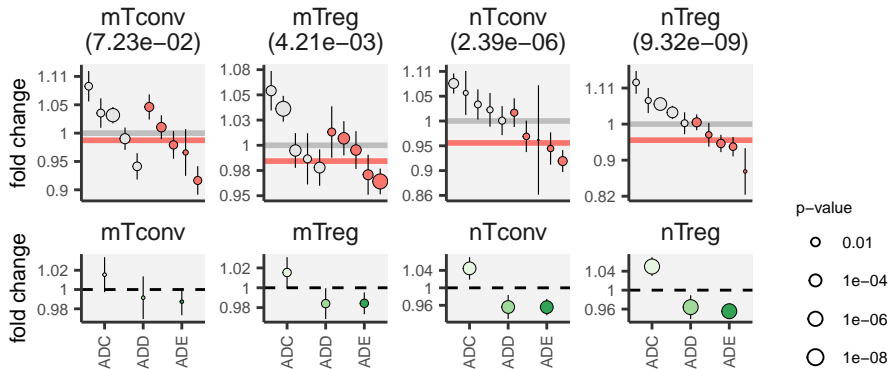 mTconv
(7.23e−02)
mTreg
(4.21e−03)
nTconv
(2.39e−06)
nTreg
(9.32e−09)
fold change
1.11
1.05
1
0.95
0.9
1.08
1.05
1.02
1
0.98
0.95
1.11
1.05
1
0.95
0.9
0.86
1.11
1
0.9
0.82
mTconv
mTreg
nTconv
nTreg
fold change
1.02
1
0.98
1.02
1
0.98
1.04
1
0.96
1.04
1
0.96
ADC
ADD
ADE
ADC
ADD
ADE
ADC
ADD
ADE
ADC
ADD
ADE
p−value
0.01
1e−04
1e−06
1e−08